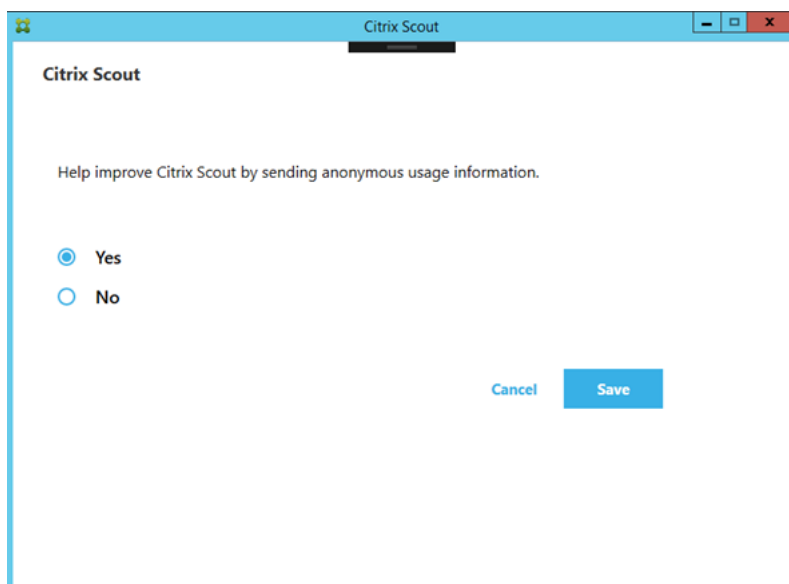 Citrix Scout
Citrix Scout
Help improve Citrix Scout by sending anonymous usage information.
Yes
No
Cancel Save